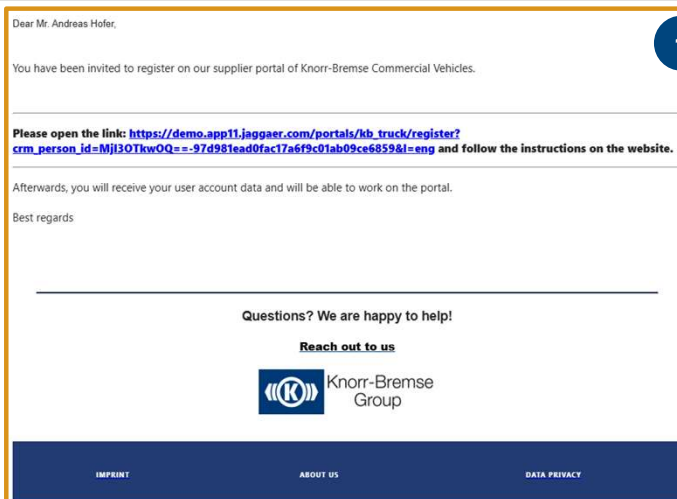 Dear Mr. Andreas Hofer,
You have been invited to register on our supplier portal of Knorr-Bremse Commercial Vehicles.
Please open the link: https://demo.app11.jaggaer.com/portals/kb_truck/register?
crm_person_id=MjI3OTkwOQ==-97d981ead0fac17a6f9c01ab09ce6859&l=eng and follow the instructions on the website.
Afterwards, you will receive your user account data and will be able to work on the portal.
Best regards
Questions? We are happy to help!
Reach out to us
K
Knorr-Bremse
Group
IMPRINT ABOUT US DATA PRIVACY